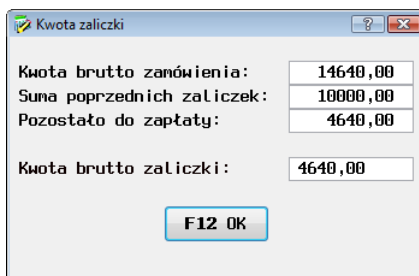 Kwota zaliczki
Kwota brutto zamówienia: 14640,00
Suma poprzednich zaliczek: 10000,00
Pozostało do zapłaty: 4640,00
Kwota brutto zaliczki: 4640,00
F12 OK